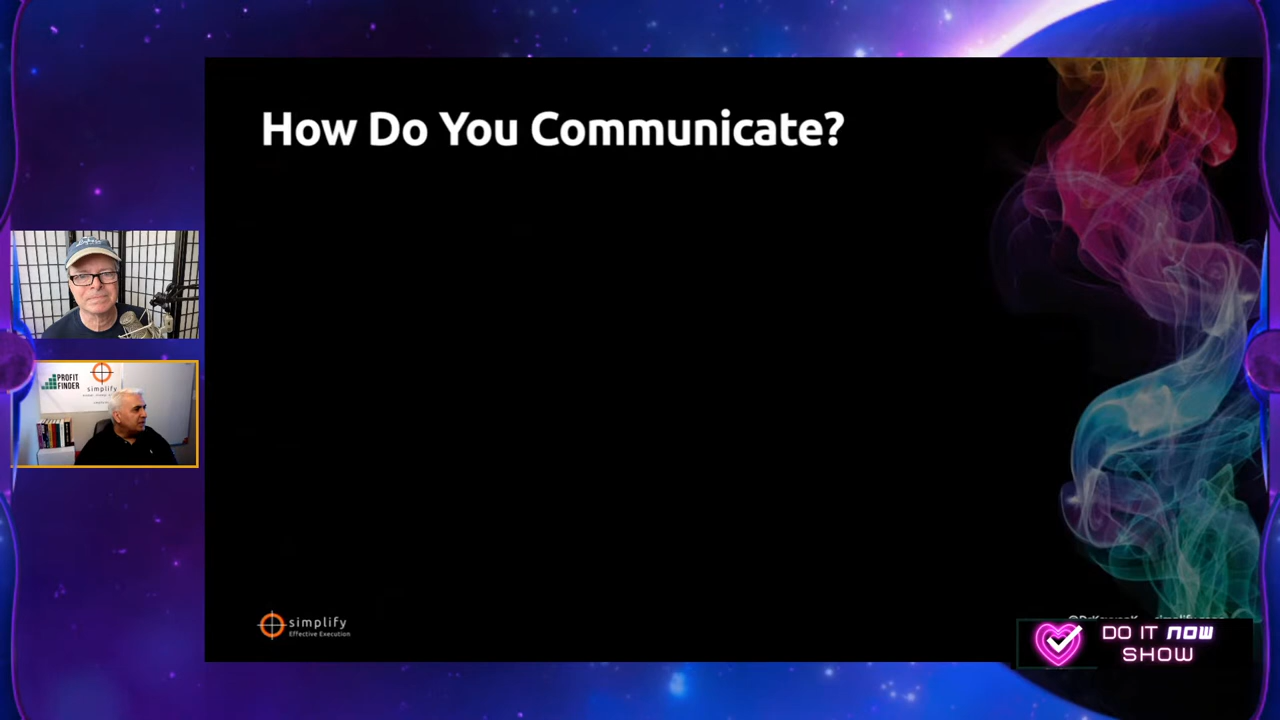 How Do You Communicate?
PROFIT
FINDER
simplify
simplify
Effective Execution
DO IT NOW
SHOW